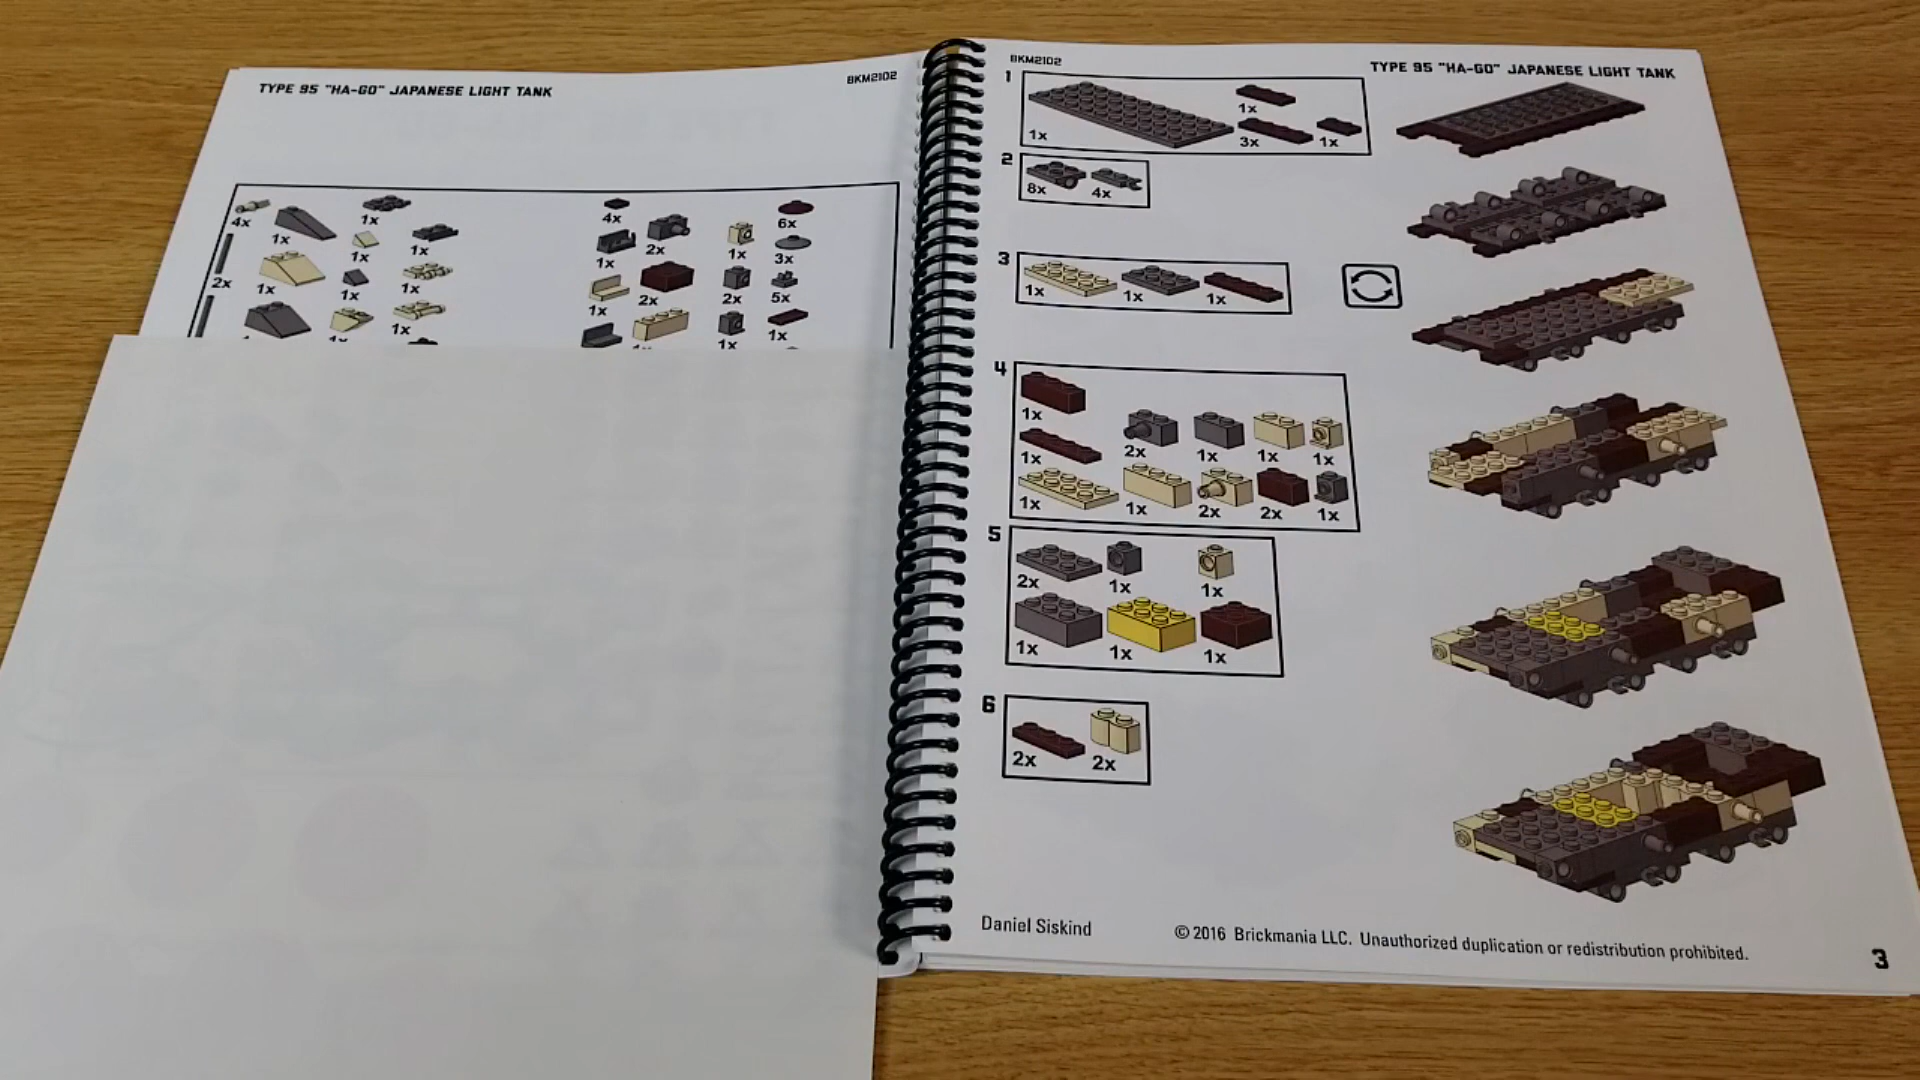 TYPE 95 "HA-GO" JAPANESE LIGHT TANK
BKM2102
4x
1x
1x
1x
1x
2x
1x
1x
1x
1x
4x
2x
1x
6x
1x
3x
1x
2x
2x
5x
1x
1x
1x
BKM2102
TYPE 95 "HA-GO" JAPANESE LIGHT TANK
1
1x
1x
3x
1x
2
8x
4x
3
1x
1x
1x
4
1x
1x
2x
1x
1x
1x
1x
1x
2x
2x
1x
5
2x
1x
1x
1x
1x
1x
6
2x
2x
Daniel Siskind
© 2016 Brickmania LLC. Unauthorized duplication or redistribution prohibited.
3